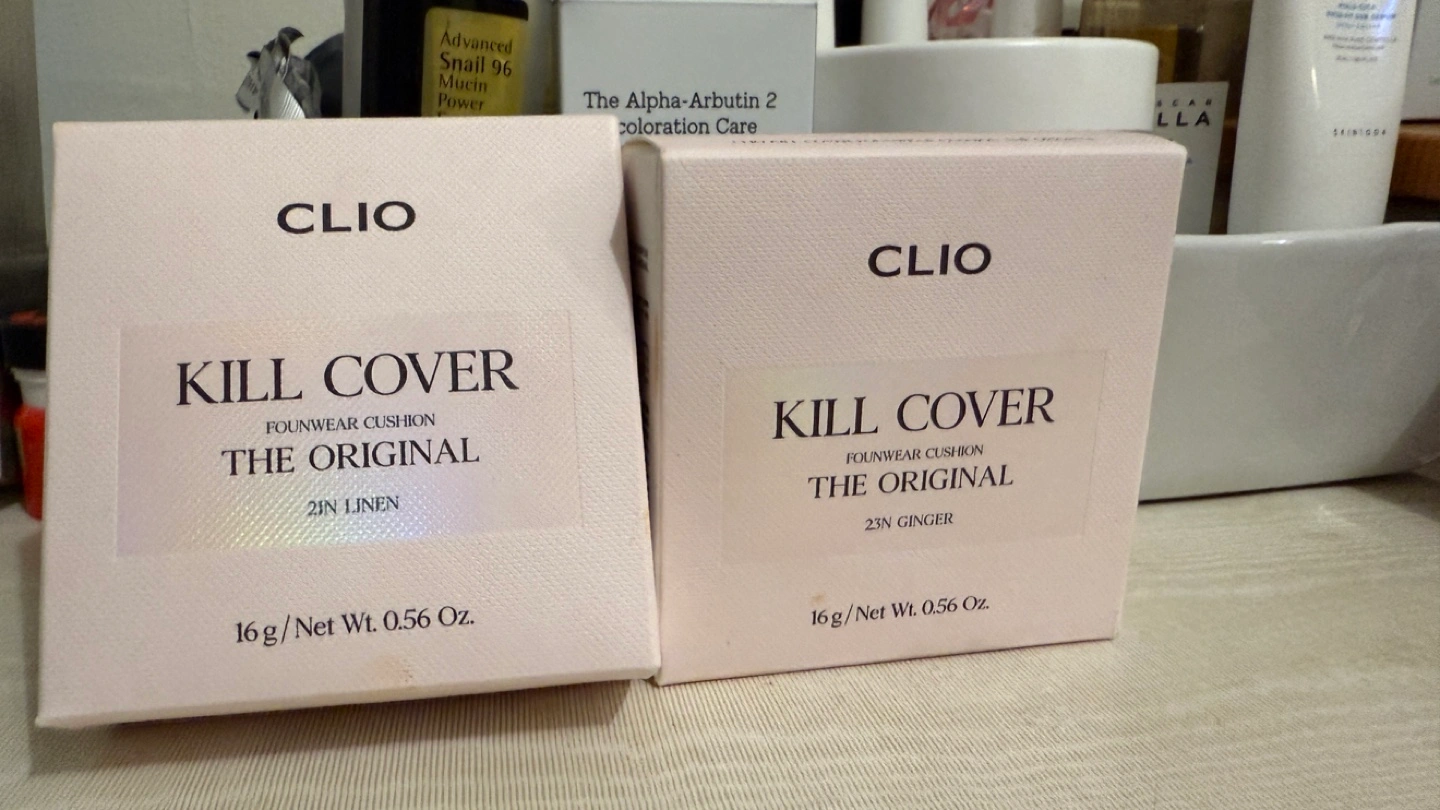 Advanced
Snail 96
Mucin
Power
The Alpha-Arbutin 2
coloration Care
LLA
CLIO
KILL COVER
FOUNWEAR CUSHION
THE ORIGINAL
21N LINEN
16 g / Net Wt. 0.56 Oz.
CLIO
KILL COVER
FOUNWEAR CUSHION
THE ORIGINAL
23N GINGER
16 g / Net Wt. 0.56 Oz.